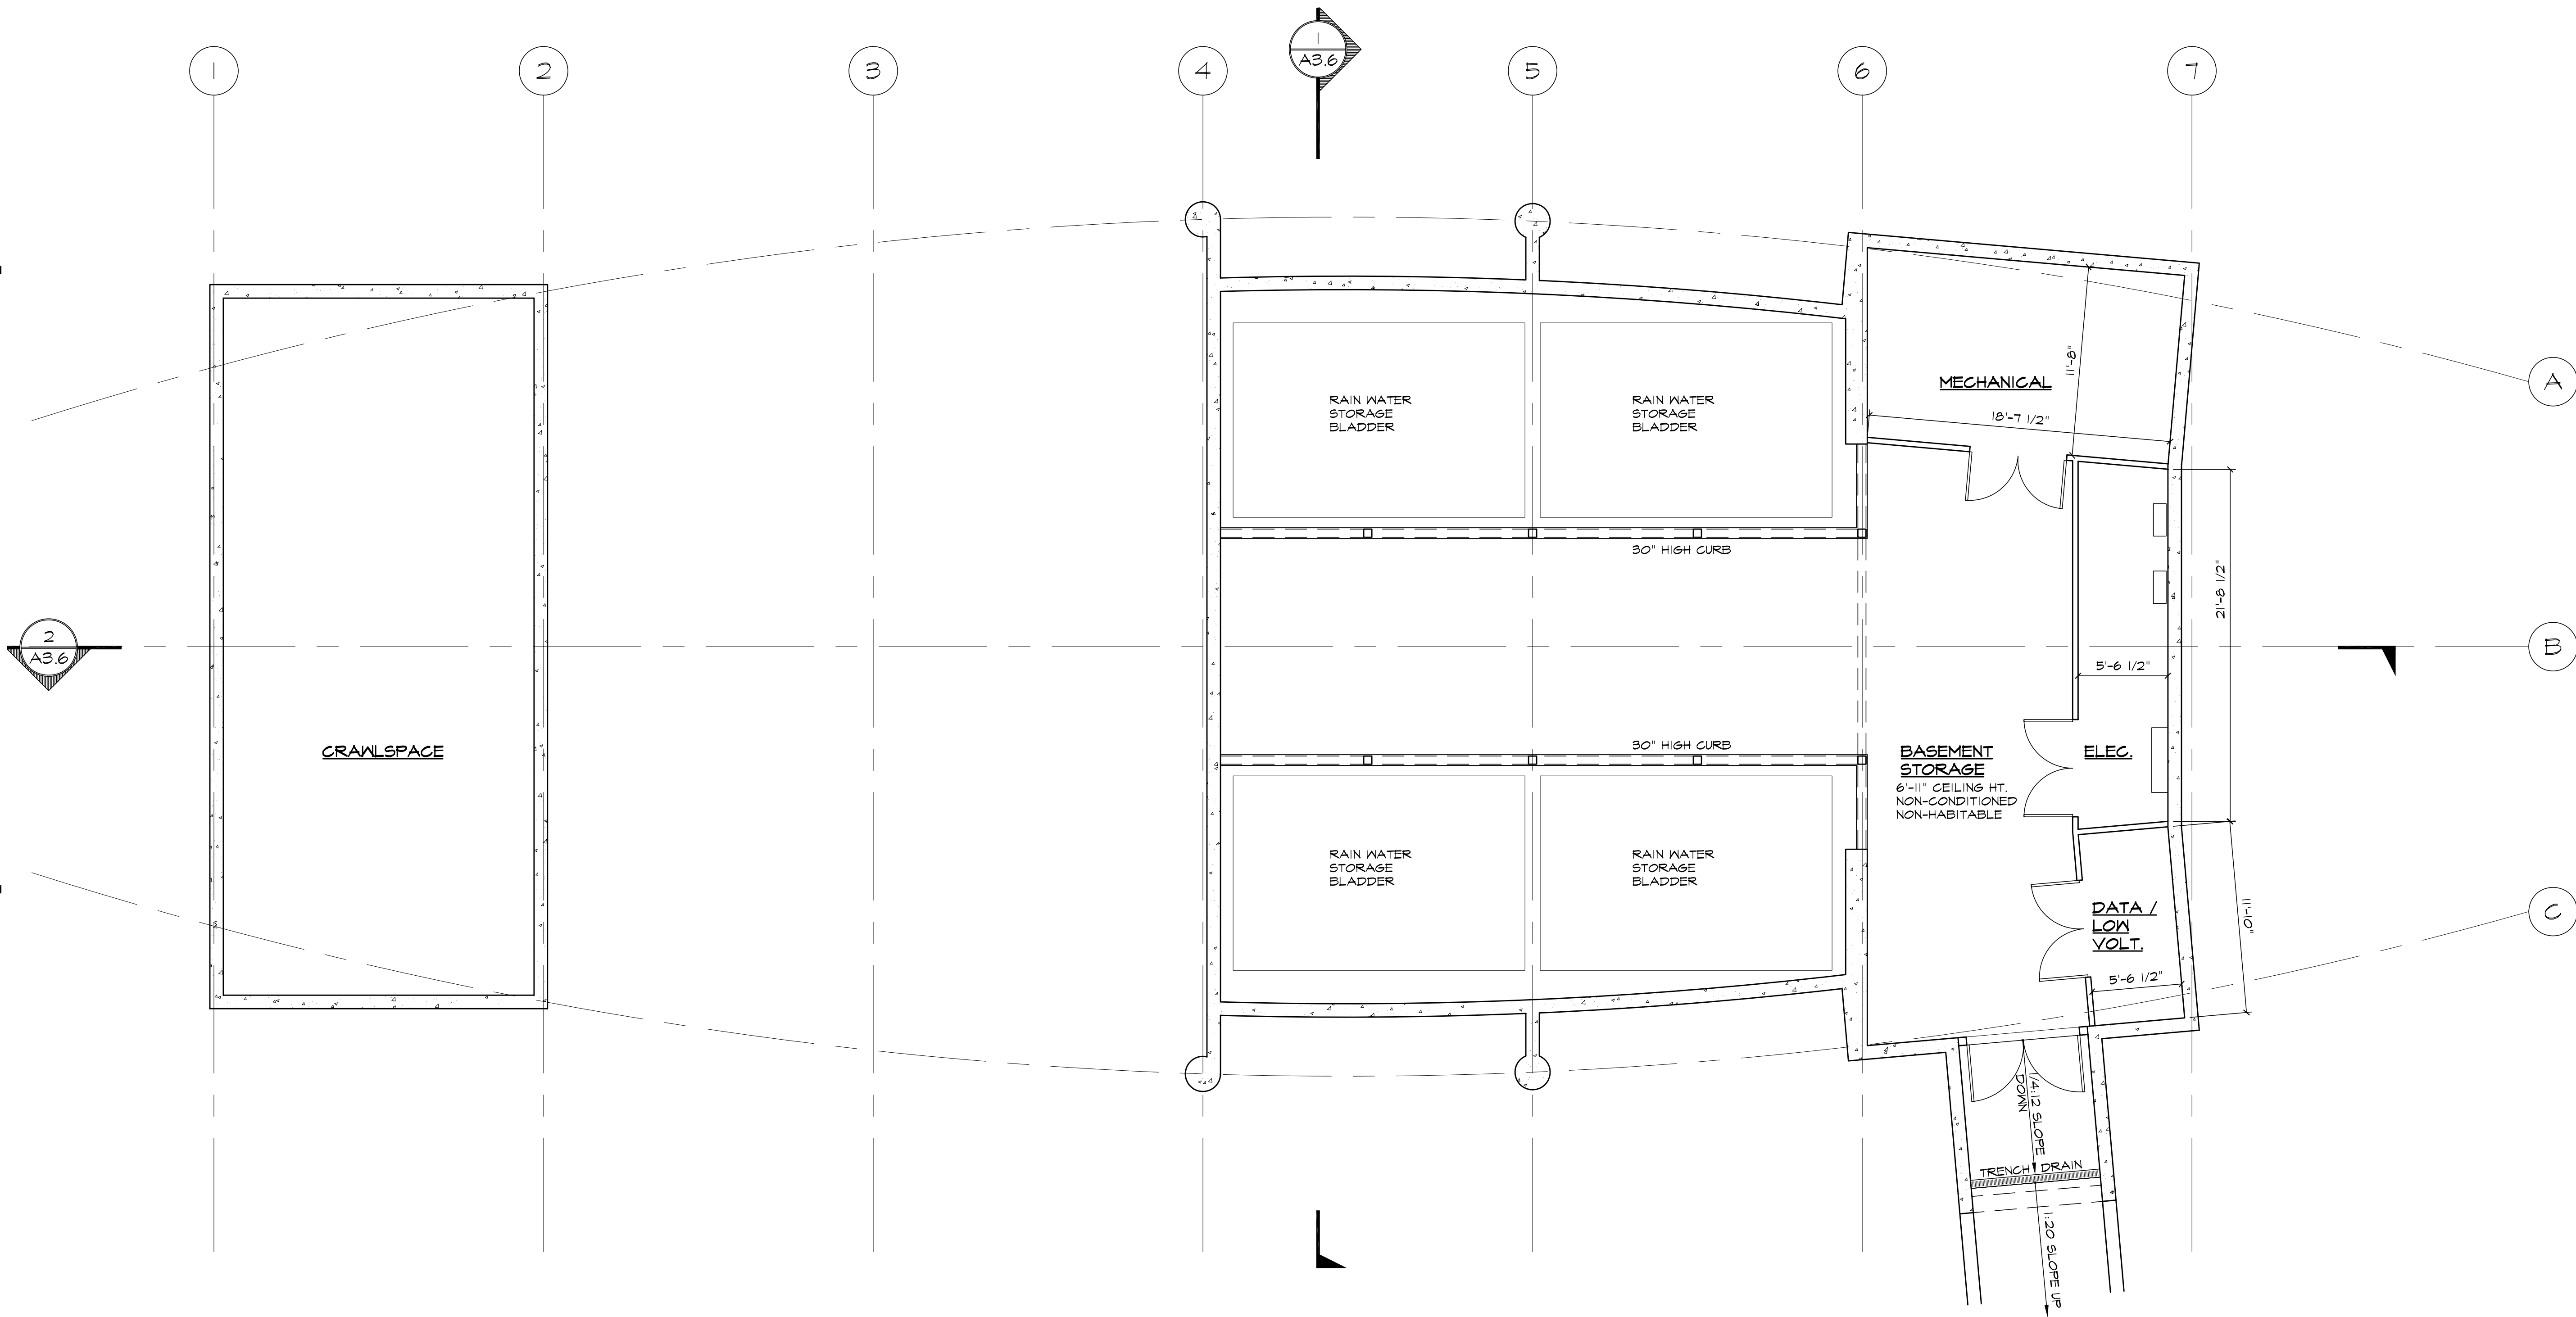 1
2
3
4
1
A3.6
5
6
7
A
B
C
2
A3.6
CRAWLSPACE
RAIN WATER
STORAGE
BLADDER
RAIN WATER
STORAGE
BLADDER
30" HIGH CURB
30" HIGH CURB
RAIN WATER
STORAGE
BLADDER
RAIN WATER
STORAGE
BLADDER
MECHANICAL
11'-8"
18'-7 1/2"
21'-8 1/2"
5'-6 1/2"
BASEMENT
STORAGE
6'-11" CEILING HT.
NON-CONDITIONED
NON-HABITABLE
ELEC.
DATA /
LOW
VOLT.
5'-6 1/2"
11'-10"
1/4:12 SLOPE
DOWN
TRENCH DRAIN
1:20 SLOPE UP